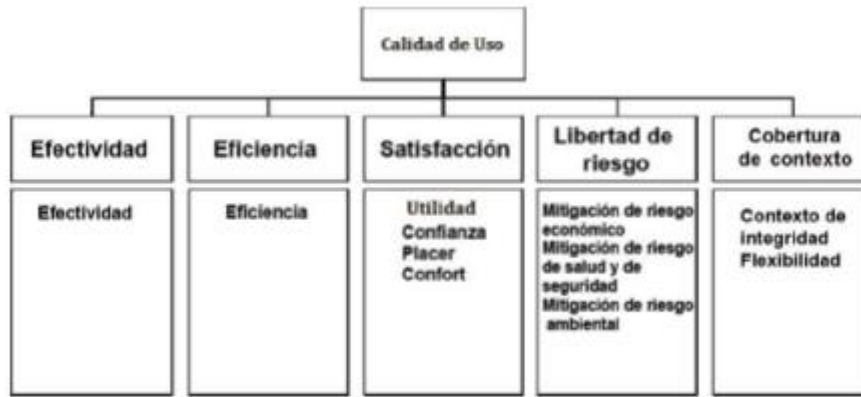 Calidad de Uso
Efectividad
Eficiencia
Satisfacción
Libertad de
riesgo
Cobertura
de contexto
Efectividad
Eficiencia
Utilidad
Confianza
Placer
Confort
Mitigación de riesgo
económico
Mitigación de riesgo
de salud y de
seguridad
Mitigación de riesgo
ambiental
Contexto de
integridad
Flexibilidad